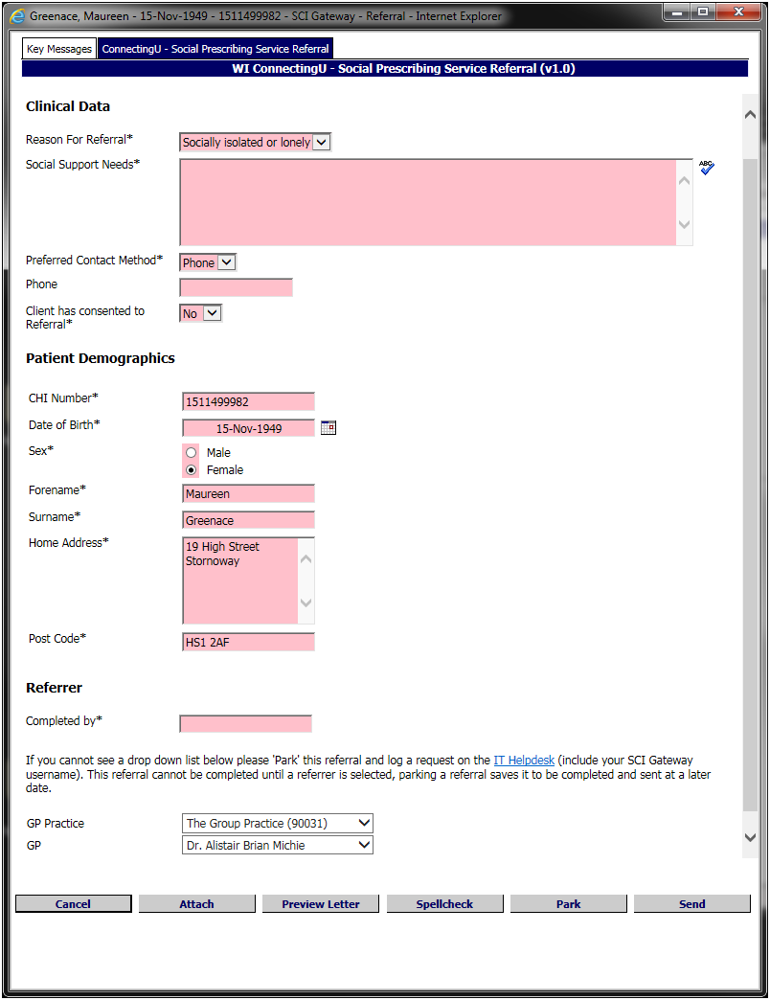 Greenace, Maureen - 15-Nov-1949 - 1511499982 - SCI Gateway - Referral - Internet Explorer
Key Messages
ConnectingU - Social Prescribing Service Referral
WI ConnectingU - Social Prescribing Service Referral (v1.0)
Clinical Data
Reason For Referral*
Socially isolated or lonely
Social Support Needs*
ABC
Preferred Contact Method*
Phone
Phone
Client has consented to
Referral*
No
Patient Demographics
CHI Number*
1511499982
Date of Birth*
15-Nov-1949
Sex*
Male
Female
Forename*
Maureen
Surname*
Greenace
Home Address*
19 High Street
Stornoway
Post Code*
HS1 2AF
Referrer
Completed by*
If you cannot see a drop down list below please 'Park' this referral and log a request on the IT Helpdesk (include your SCI Gateway
username). This referral cannot be completed until a referrer is selected, parking a referral saves it to be completed and sent at a later
date.
GP Practice
The Group Practice (90031)
GP
Dr. Alistair Brian Michie
Cancel
Attach
Preview Letter
Spellcheck
Park
Send